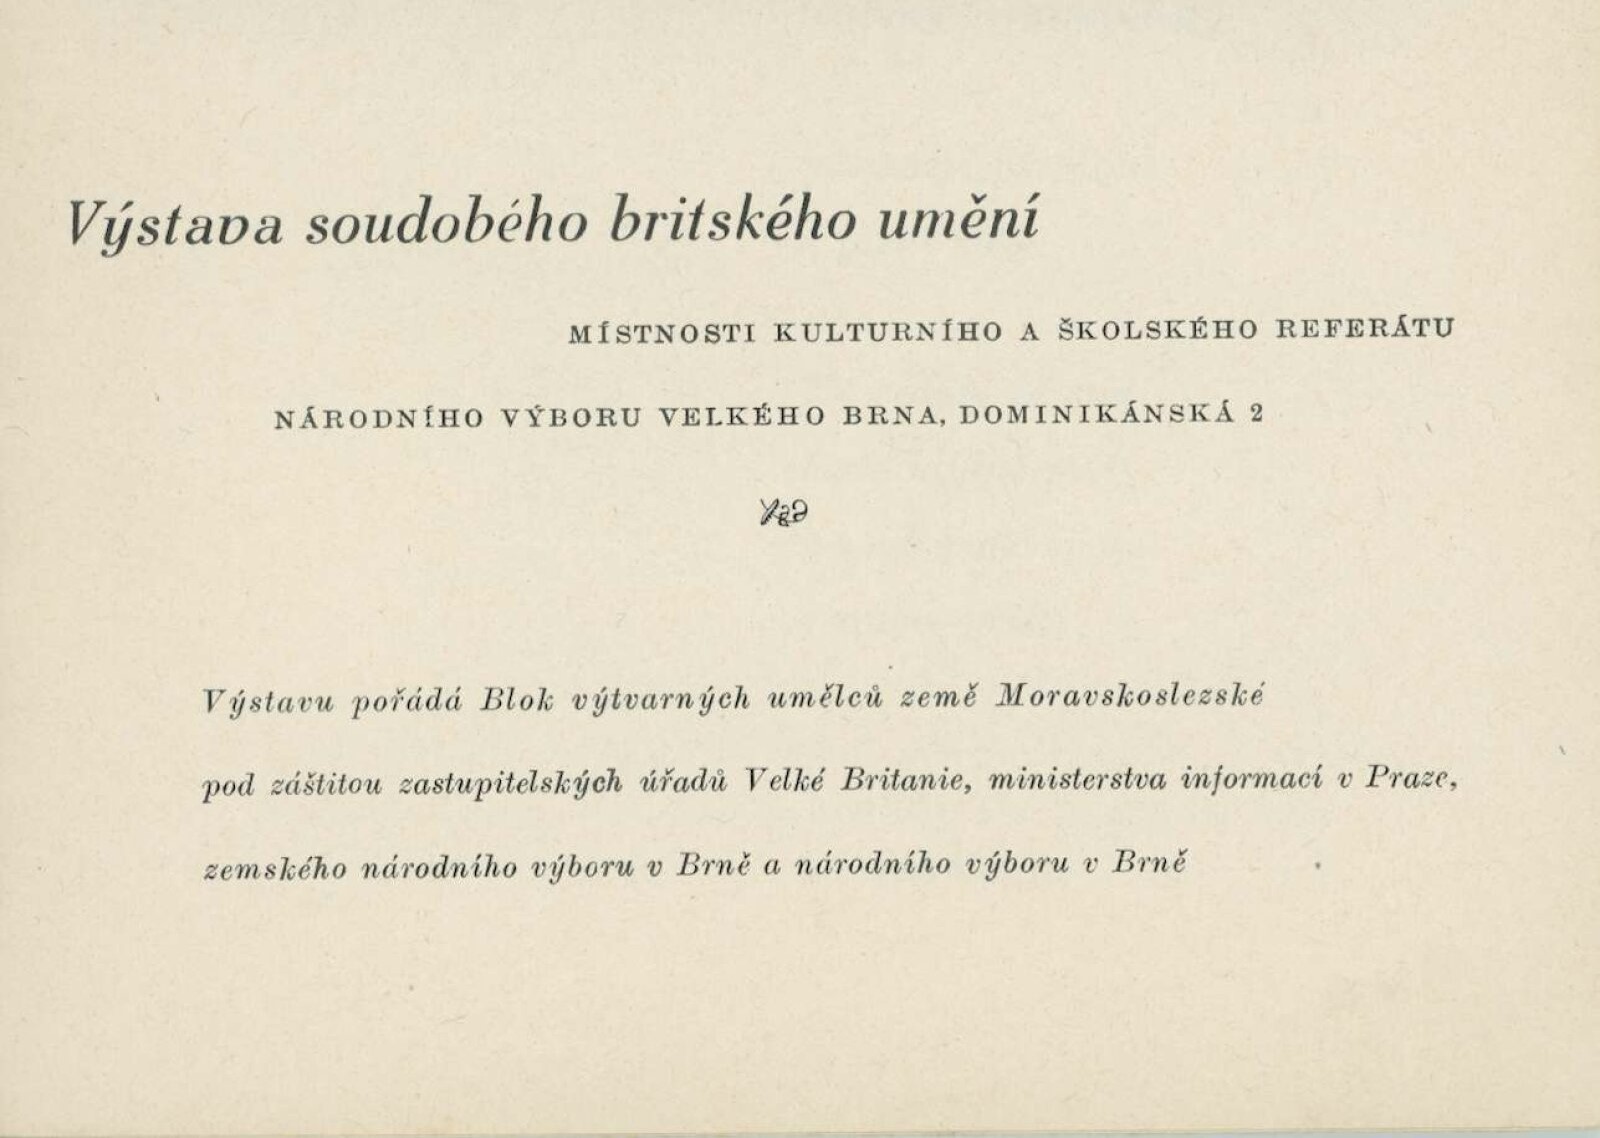 Výstava soudobého britského umění
MÍSTNOSTI KULTURNÍHO A ŠKOLSKÉHO REFERÁTU
NÁRODNÍHO VÝBORU VELKÉHO BRNA, DOMINIKÁNSKÁ 2
Výstavu pořádá Blok výtvarných umělců země Moravskoslezské
pod záštitou zastupitelských úřadů Velké Britanie, ministerstva informací v Praze,
zemského národního výboru v Brně a národního výboru v Brně